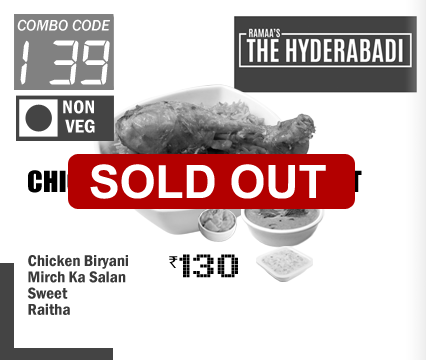 COMBO CODE
139
NON
VEG
RAMAA'S
THE HYDERABADI
SOLD OUT
Chicken Biryani
Mirch Ka Salan
Sweet
Raitha
₹130